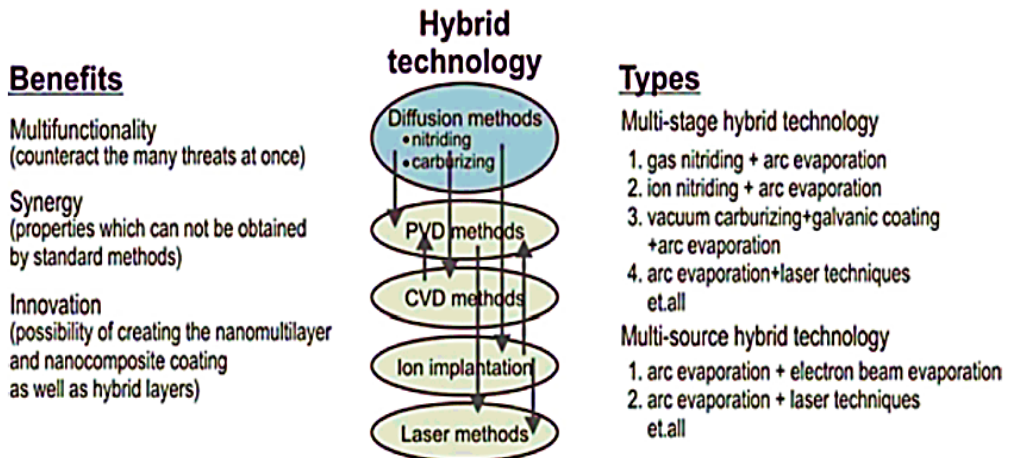 Hybrid
technology
Benefits
Multifunctionality
(counteract the many threats at once)
Synergy
(properties which can not be obtained
by standard methods)
Innovation
(possibility of creating the nanomultilayer
and nanocomposite coating
as well as hybrid layers)
Diffusion methods
•nitriding
•carburizing
PVD methods
CVD methods
Ion implantation
Laser methods
Types
Multi-stage hybrid technology
1. gas nitriding + arc evaporation
2. ion nitriding + arc evaporation
3. vacuum carburizing+galvanic coating
+arc evaporation
4. arc evaporation+laser techniques
et.all
Multi-source hybrid technology
1. arc evaporation + electron beam evaporation
2. arc evaporation + laser techniques
et.all